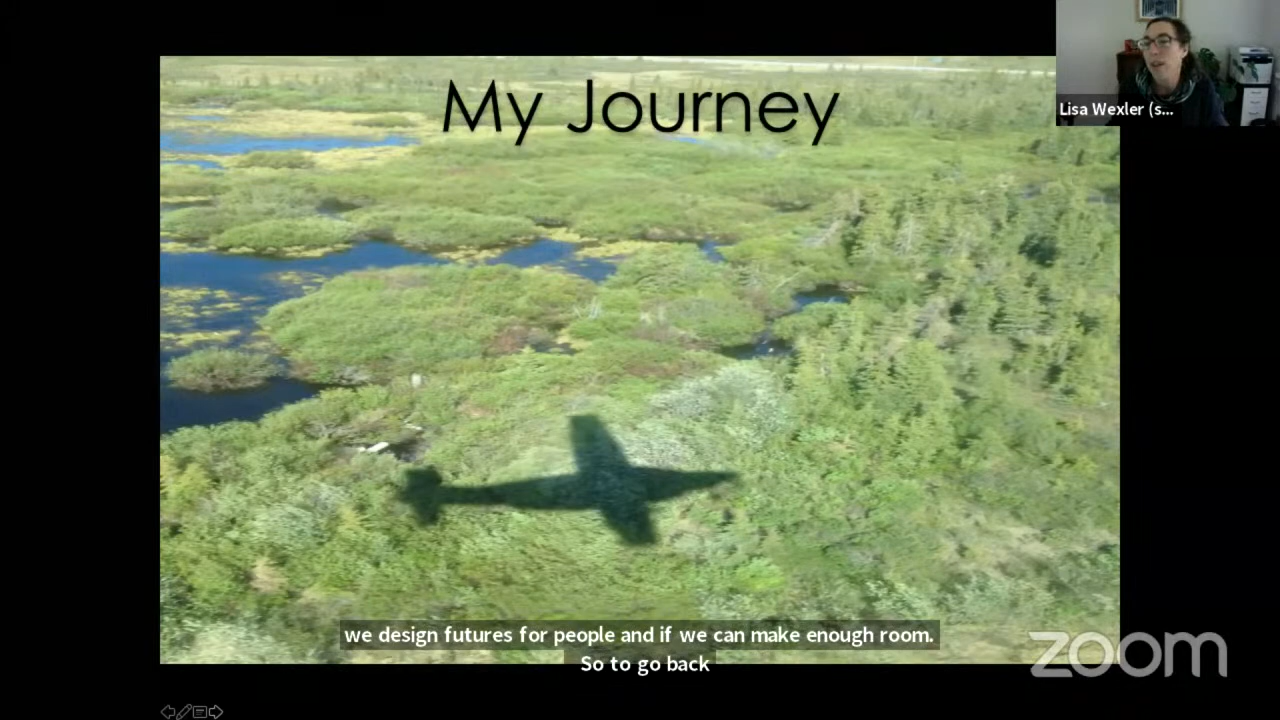 My Journey
Lisa Wexler (s...
we design futures for people and if we can make enough room.
So to go back
zoom